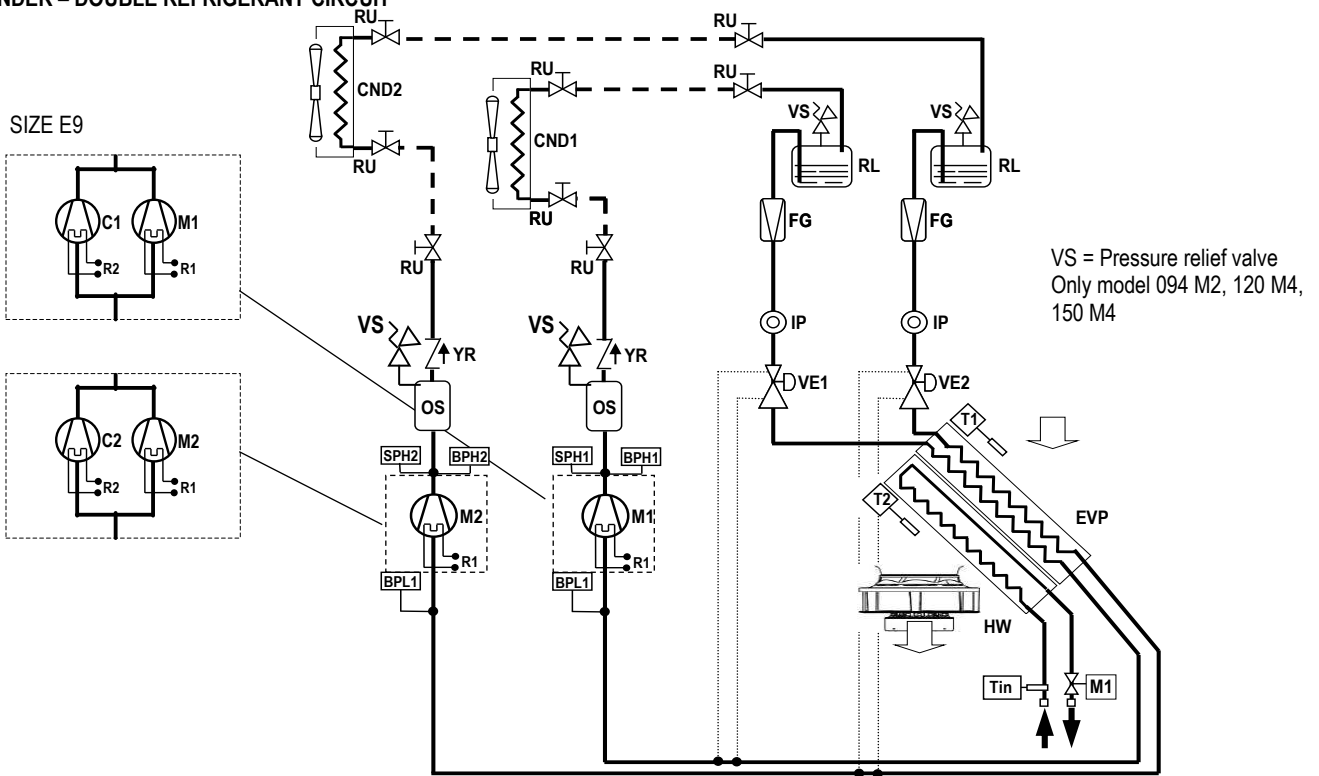 NDER – DOUBLE REFRIGERANT CIRCUIT
RU
RU
RU
RU
CND2
VS
VS
SIZE E9
CND1
RU
RL
RL
RU
FG
FG
C1
M1
R2
R1
RU
RU
VS = Pressure relief valve
Only model 094 M2, 120 M4,
150 M4
VS
YR
VS
YR
IP
IP
OS
OS
VE1
VE2
T1
C2
M2
R2
R1
SPH2
BPH2
SPH1
BPH1
T2
EVP
M2
R1
M1
R1
BPL1
BPL1
HW
Tin
M1